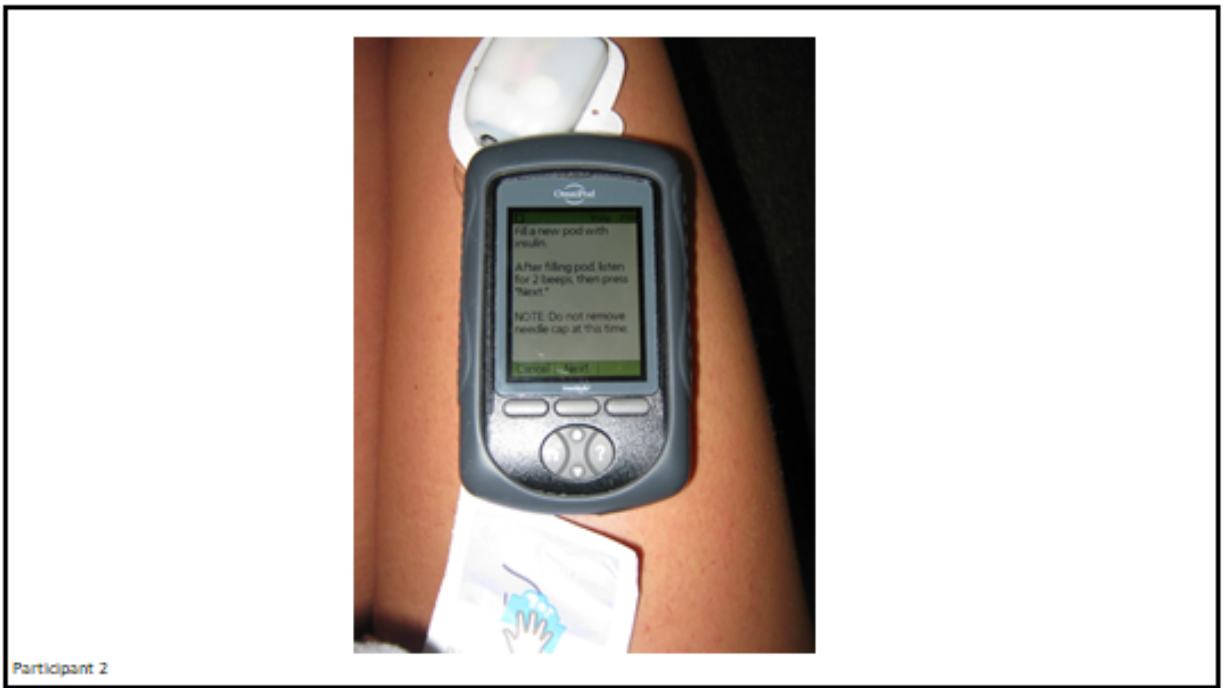 OmniPod
Fill a new pod with
insulin.
After filling pod, listen
for 2 beeps, then press
"Next."
NOTE: Do not remove
needle cap at this time.
Cancel Next
?
Participant 2